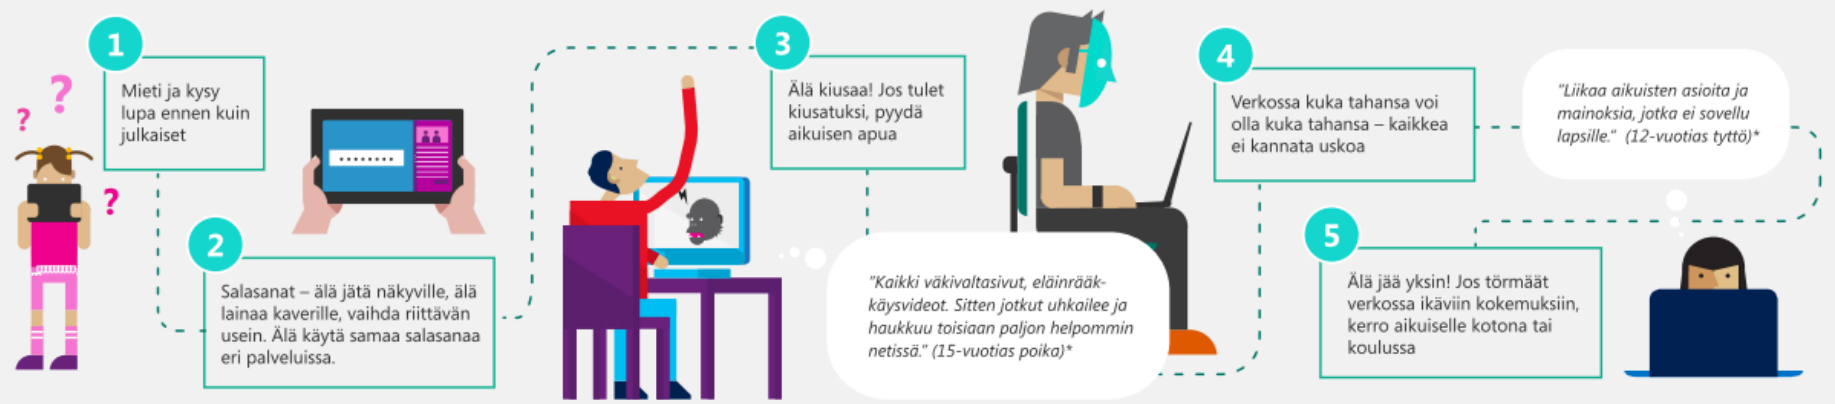 1
Mieti ja kysy
lupa ennen kuin
julkaiset
2
Salasanat – älä jätä näkyville, älä
lainaa kaverille, vaihda riittävän
usein. Älä käytä samaa salasanaa
eri palveluissa.
3
Älä kiusaa! Jos tulet
kiusatuksi, pyydä
aikuisen apua
"Kaikki väkivaltasivut, eläinrääk-
käysvideot. Sitten jotkut uhkailee ja
haukkuu toisiaan paljon helpommin
netissä." (15-vuotias poika)*
4
Verkossa kuka tahansa voi
olla kuka tahansa – kaikkea
ei kannata uskoa
"Liikaa aikuisten asioita ja
mainoksia, jotka ei sovellu
lapsille." (12-vuotias tyttö)*
5
Älä jää yksin! Jos törmäät
verkossa ikäviin kokemuksiin,
kerro aikuiselle kotona tai
koulussa
?
?
?